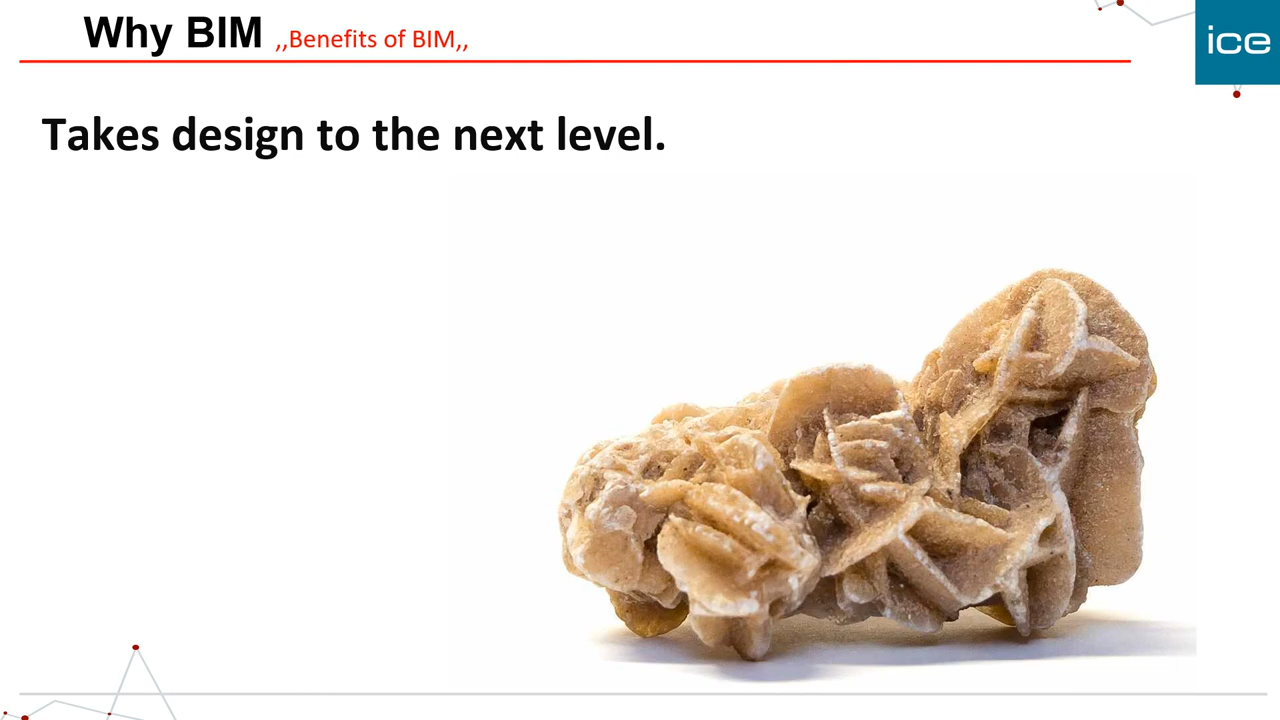 Why BIM ,,Benefits of BIM,,
ice
Takes design to the next level.